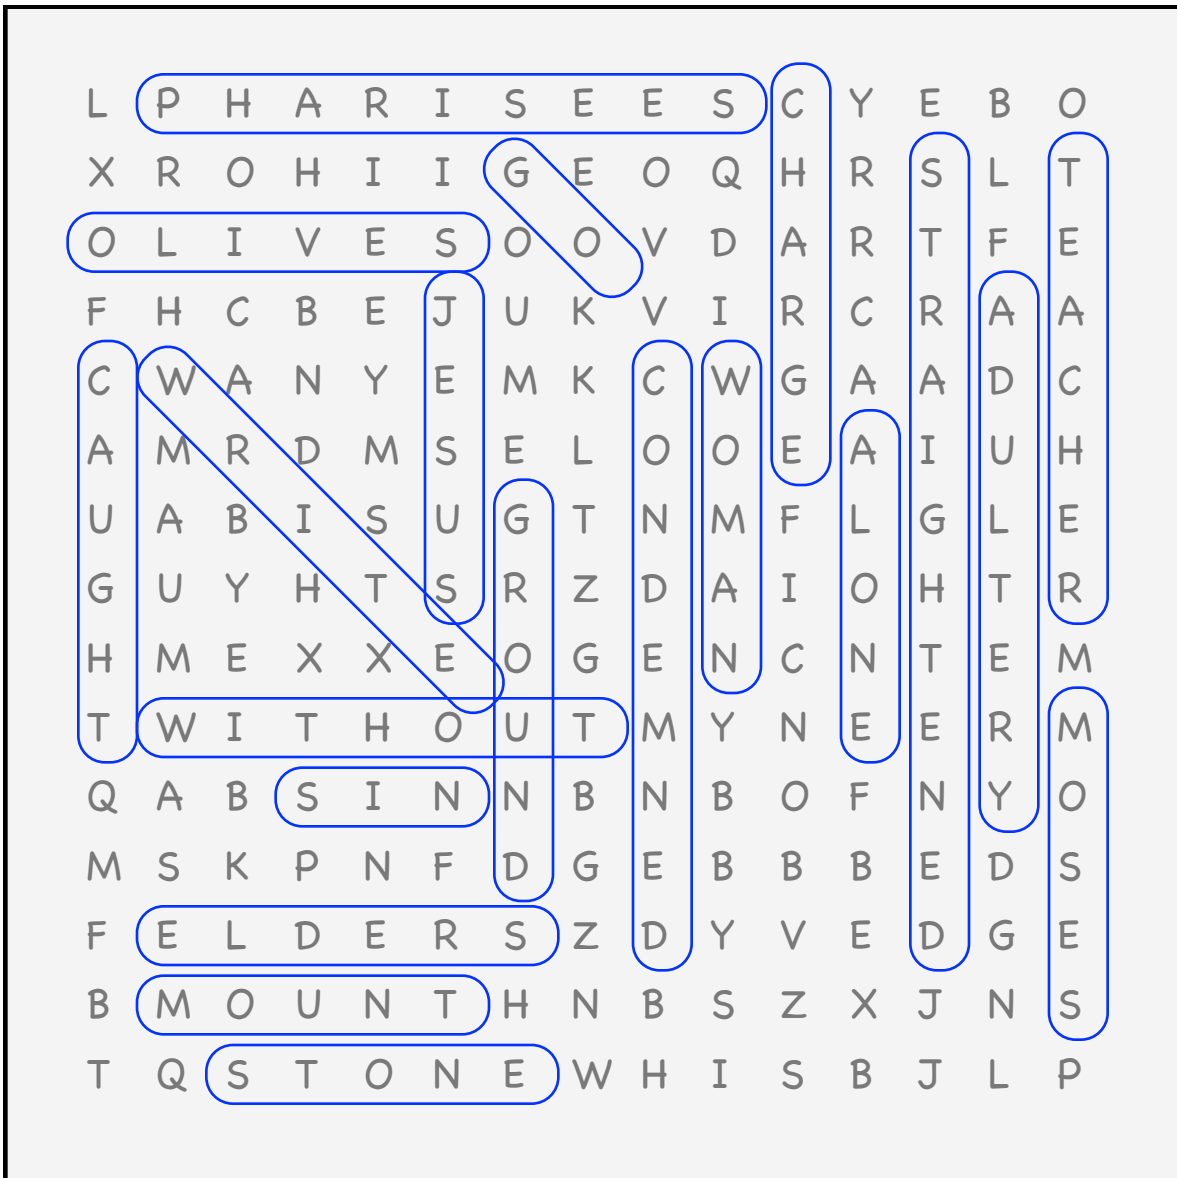 L P H A R I S E E S C Y E B O
X R O H I I G E O Q H R S L T
O L I V E S O O V D A R T F E
F H C B E J U K V I R C R A A
C W A N Y E M K C W G A A D C
A M R D M S E L O O E A I U H
U A B I S U G T N M F L G L E
G U Y H T S R Z D A I O H T R
H M E X X E O G E N C N T E M
T W I T H O U T M Y N E E R M
Q A B S I N N B N B O F N Y O
M S K P N F D G E B B B E D S
F E L D E R S Z D Y V E D G E
B M O U N T H N B S Z X J N S
T Q S T O N E W H I S B J L P